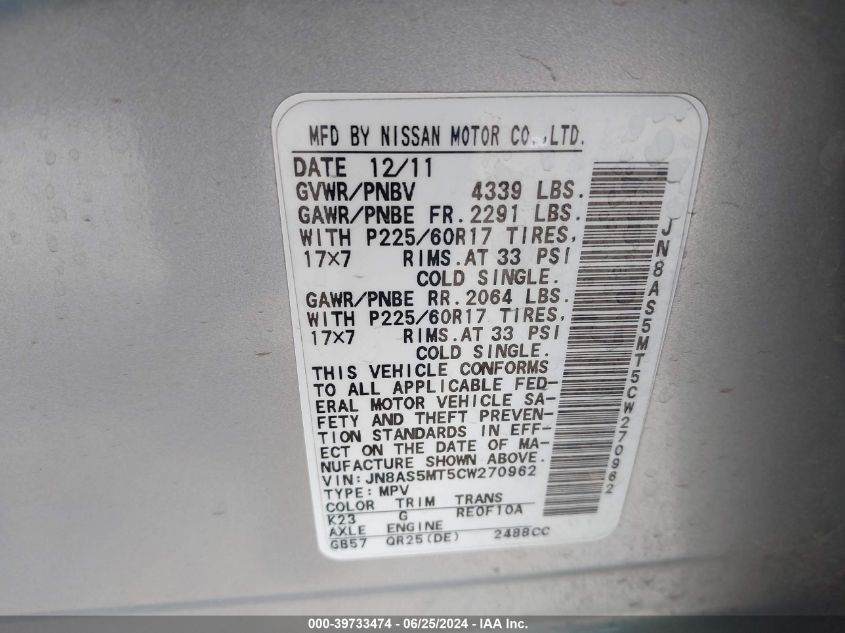 MFD BY NISSAN MOTOR CO.,LTD.
DATE 12/11
GVWR/PNBV 4339 LBS.
GAWR/PNBE FR.2291 LBS.
WITH P225/60R17 TIRES,
17×7 RIMS.AT 33 PSI
COLD SINGLE.
GAWR/PNBE RR.2064 LBS.
WITH P225/60R17 TIRES,
17×7 RIMS.AT 33 PSI
COLD SINGLE.
THIS VEHICLE CONFORMS
TO ALL APPLICABLE FED-
ERAL MOTOR VEHICLE SA-
FETY AND THEFT PREVEN-
TION STANDARDS IN EFF-
ECT ON THE DATE OF MA-
NUFACTURE SHOWN ABOVE.
VIN:JN8AS5MT5CW270962
TYPE:MPV
COLOR TRIM TRANS
K23 G RE0F10A
AXLE ENGINE
GB57 QR25(DE) 2488CC
JN8AS5MT5CW270962
000-39733474 | 06/25/2024 - IAA Inc.